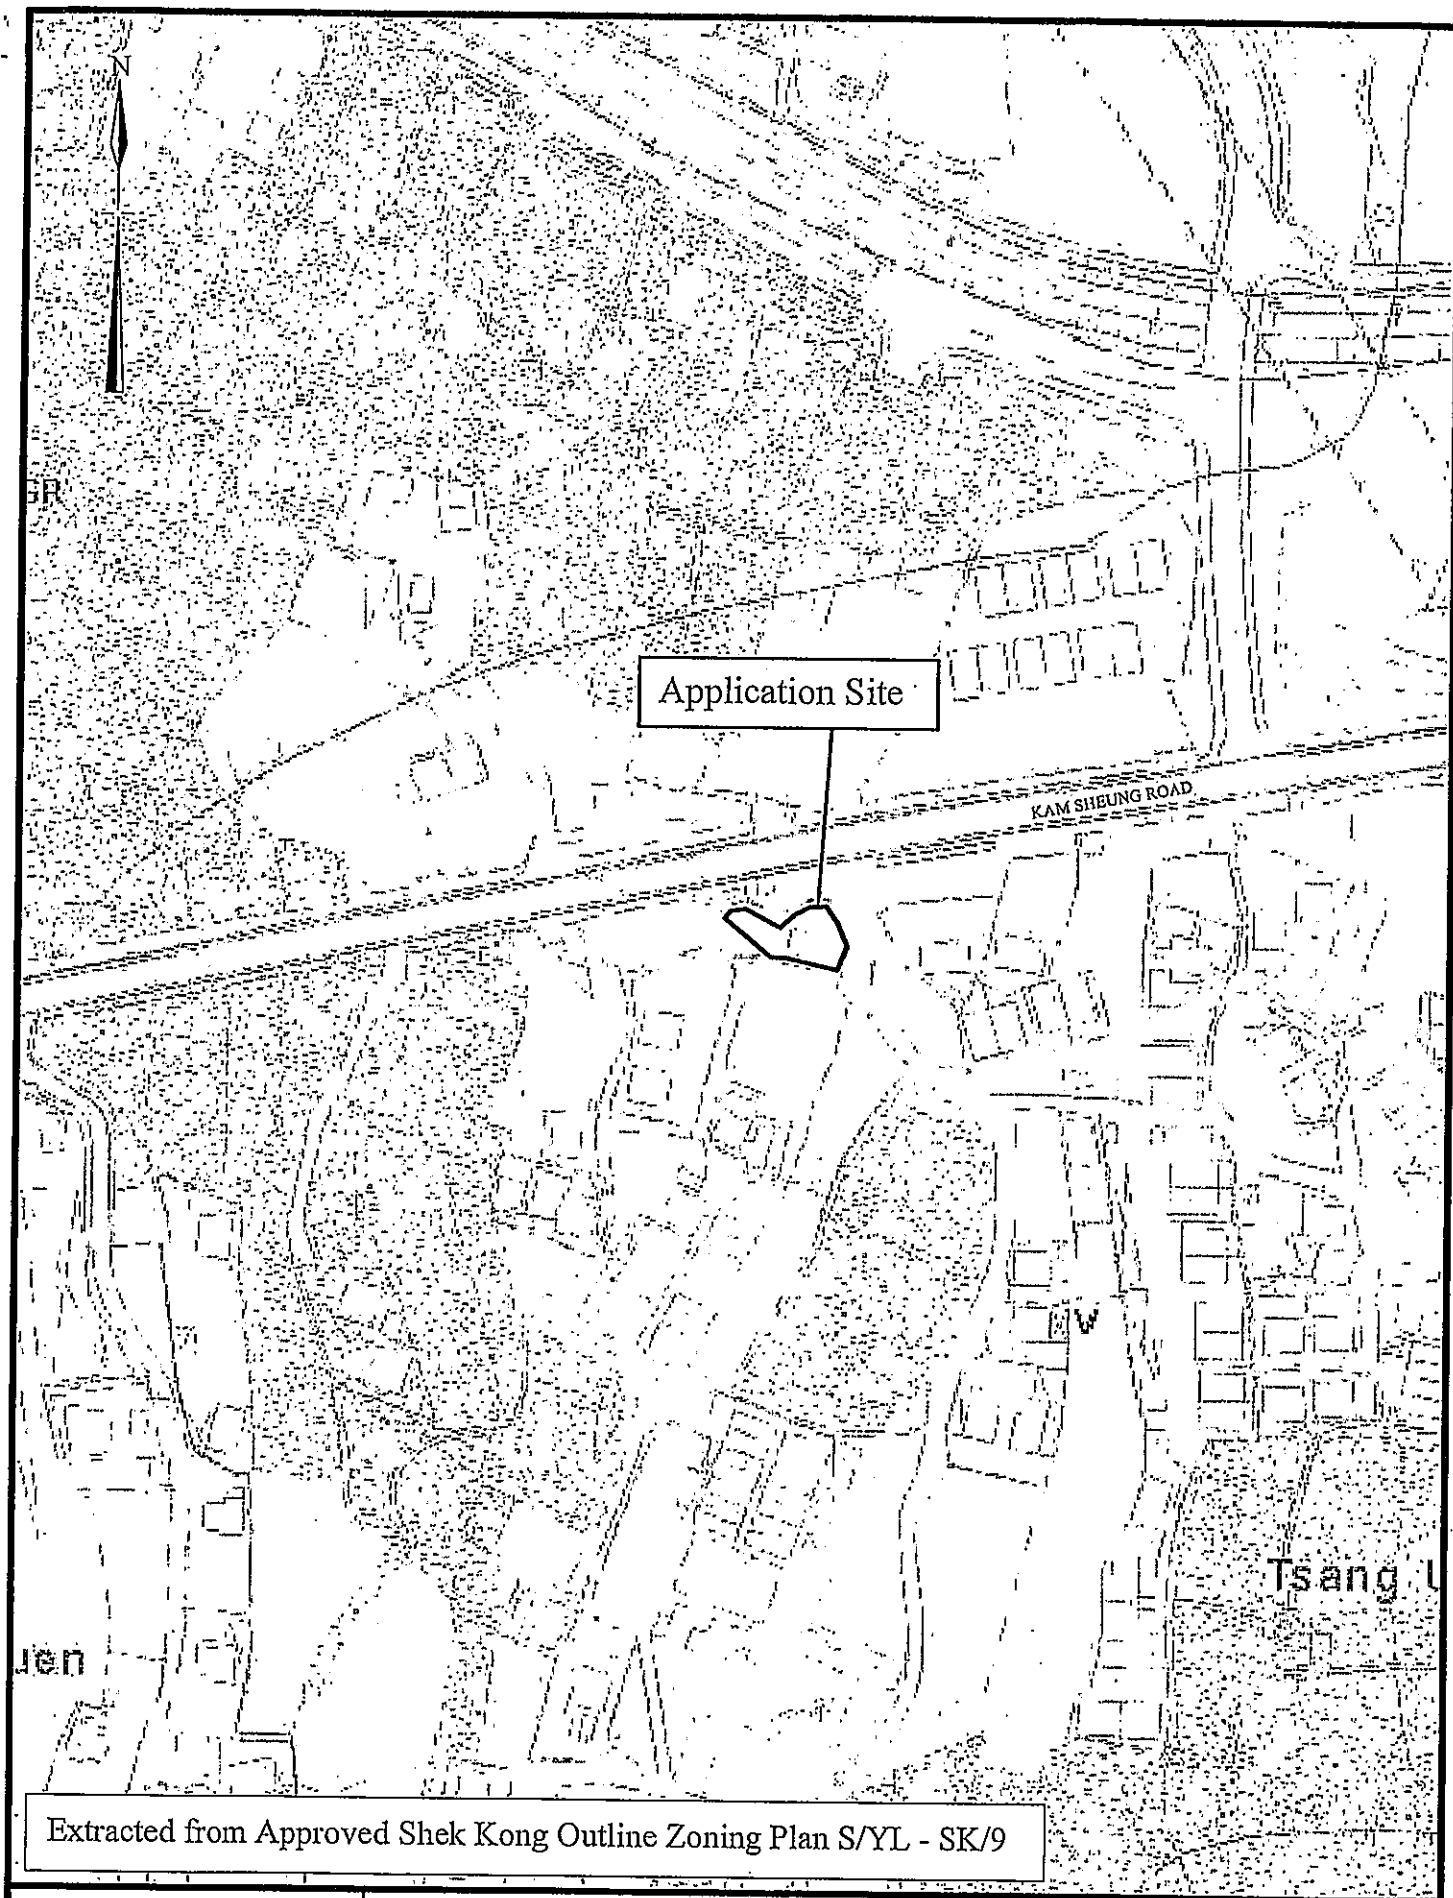 N
GR
Application Site
KAM SHEUNG ROAD
V
Tsang
uen
Extracted from Approved Shek Kong Outline Zoning Plan S/YL - SK/9